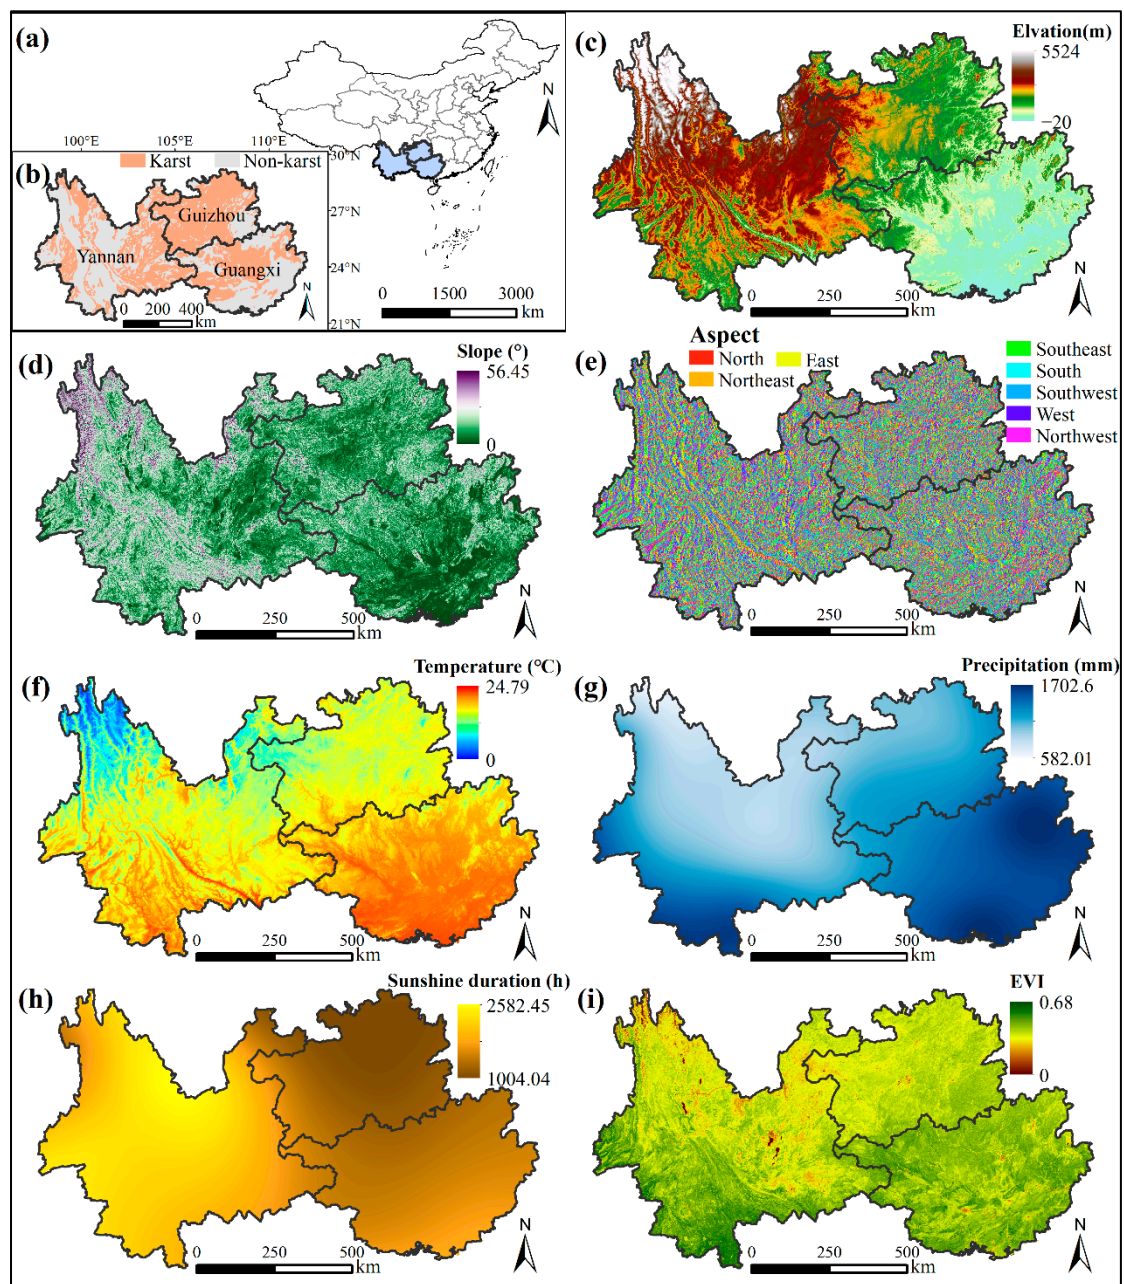 (a)
N
100°E 105°E 110°E
Karst Non-karst
30°N
(b)
27°N
Guizhou
Yannan
Guangxi
24°N
N
0 200 400
km
21°N
0 1500 3000
km
(c)
Elvation(m)
5524
−20
N
0 250 500
km
(d)
Slope (°)
56.45
0
N
0 250 500
km
(e)
Aspect
North
Northeast
East
Southeast
South
Southwest
West
Northwest
N
0 250 500
km
(f)
Temperature (°C)
24.79
0
0 250 500
km
N
(g)
Precipitation (mm)
1702.6
582.01
0 250 500
km
N
(h)
Sunshine duration (h)
2582.45
1004.04
N
0 250 500
km
(i)
EVI
0.68
0
N
0 250 500
km